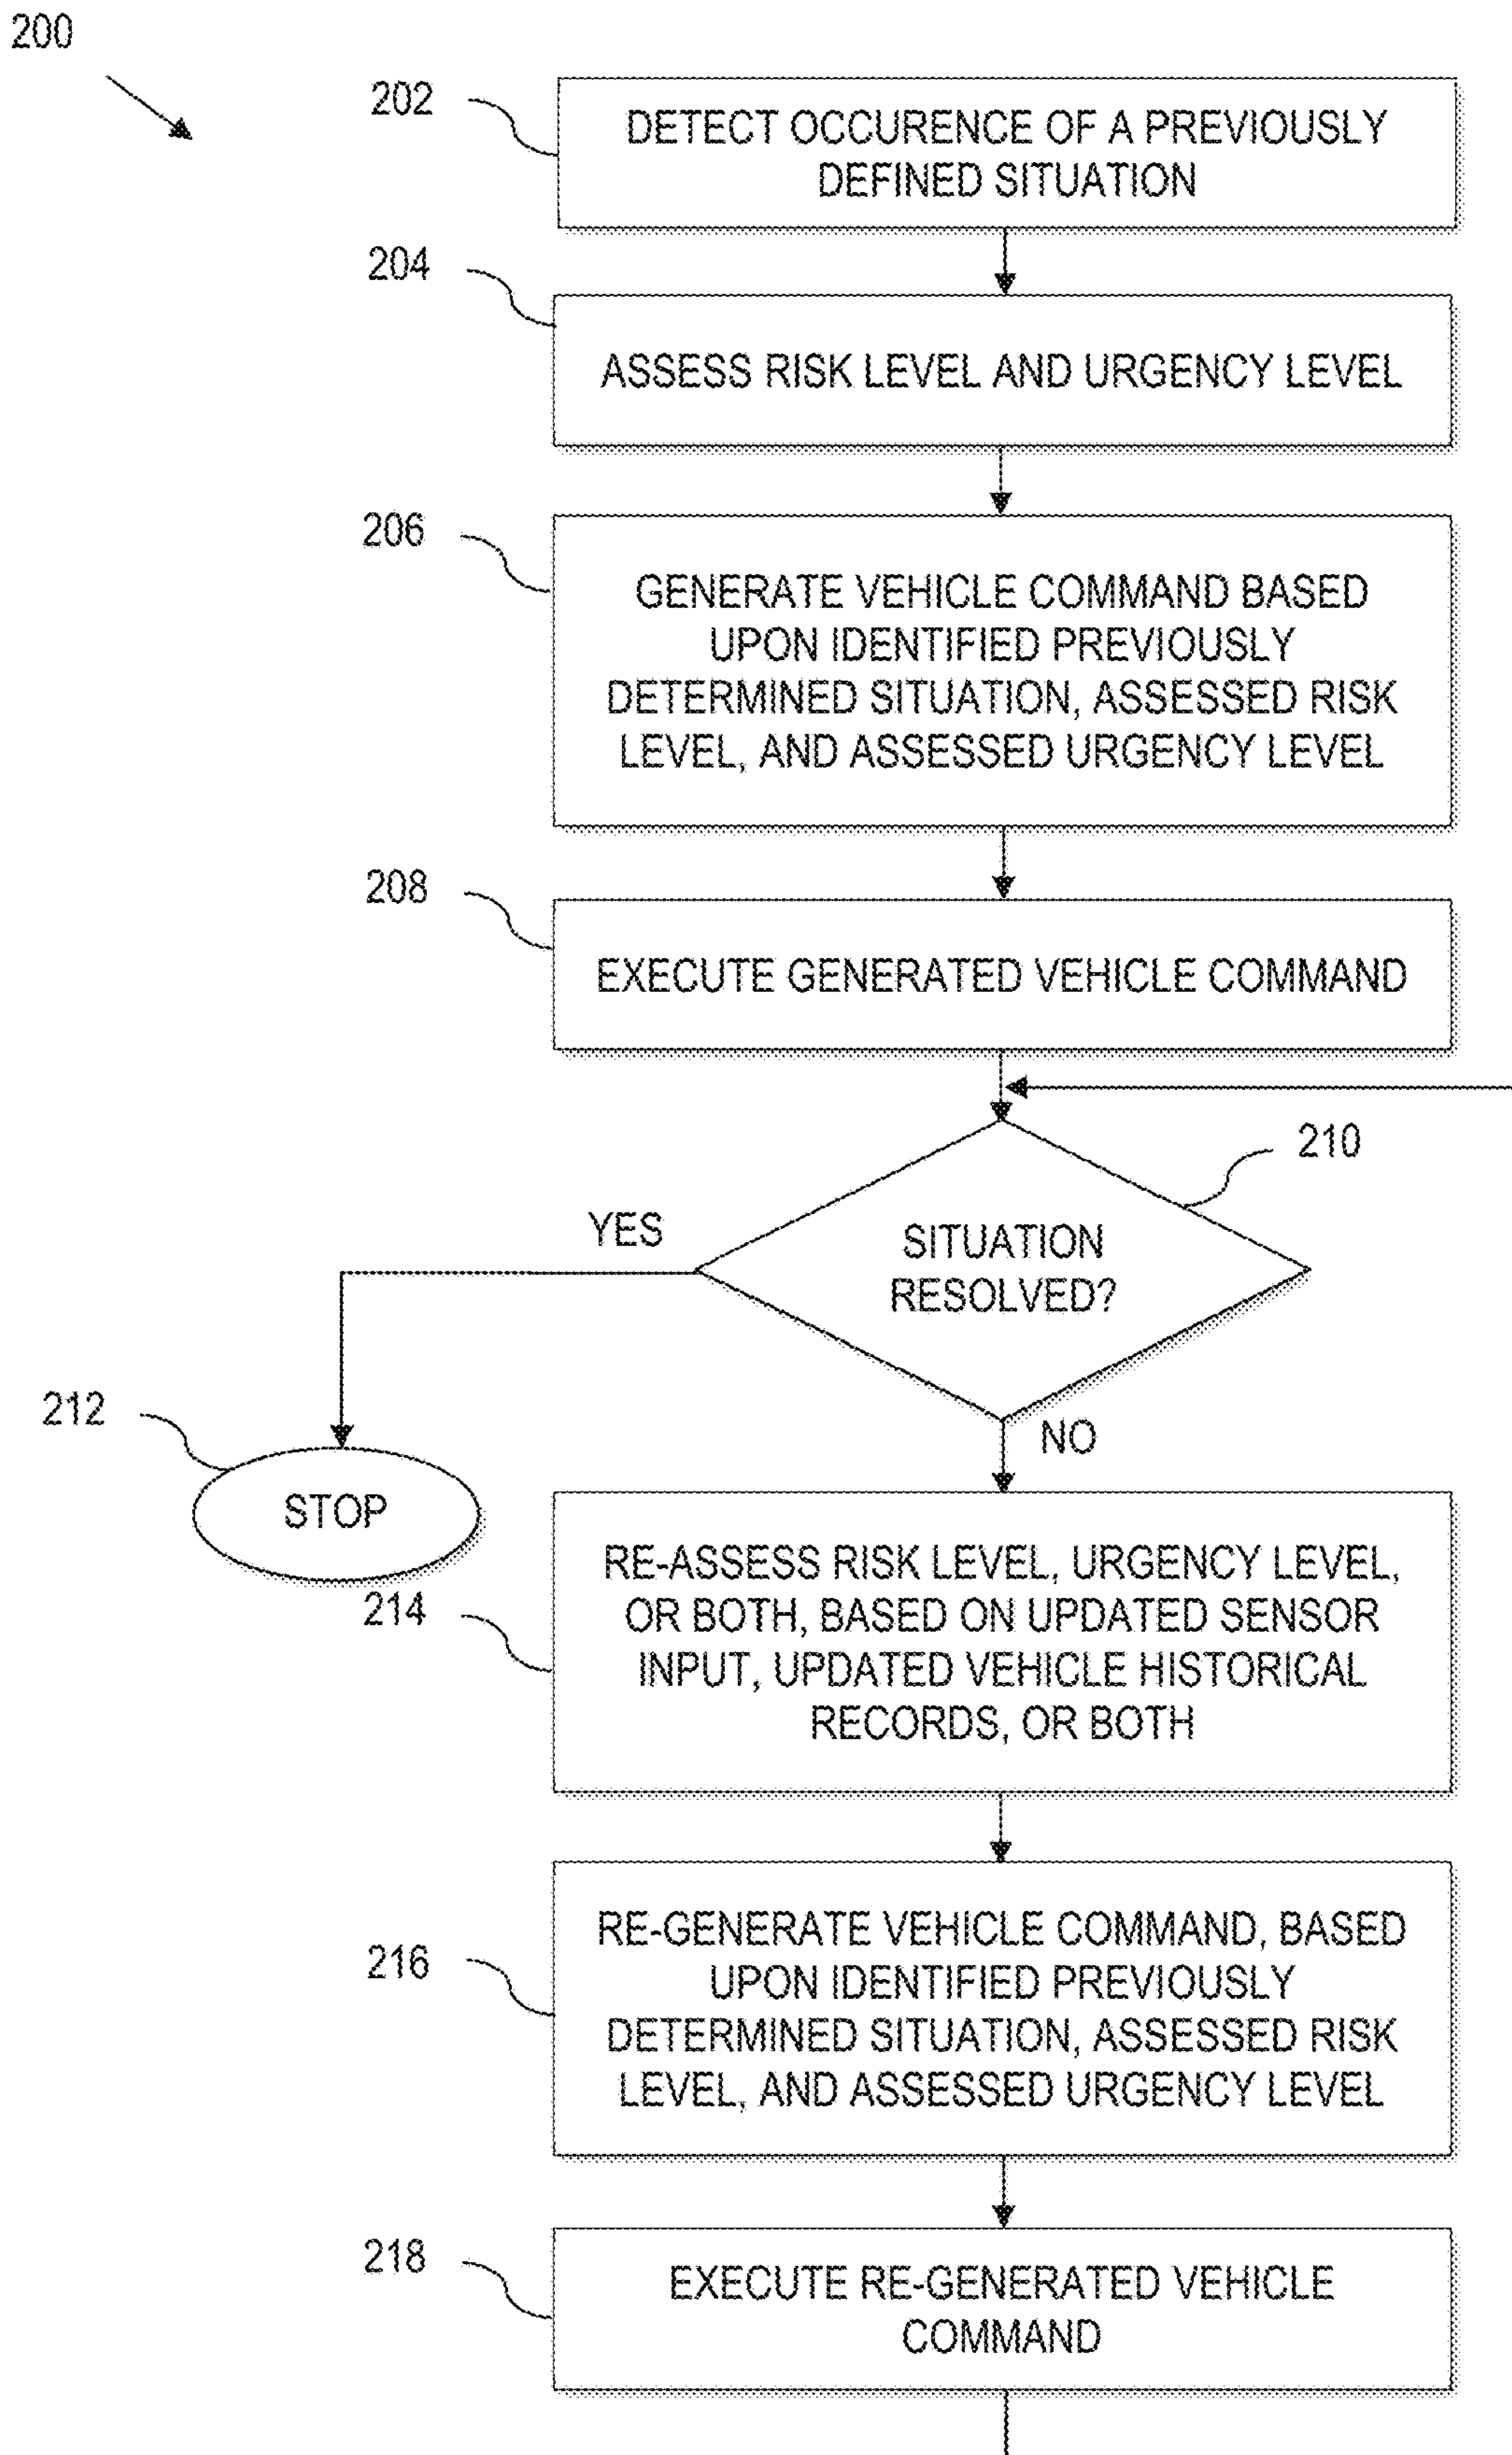 200
202
DETECT OCCURENCE OF A PREVIOUSLY
DEFINED SITUATION
204
ASSESS RISK LEVEL AND URGENCY LEVEL
206
GENERATE VEHICLE COMMAND BASED
UPON IDENTIFIED PREVIOUSLY
DETERMINED SITUATION, ASSESSED RISK
LEVEL, AND ASSESSED URGENCY LEVEL
208
EXECUTE GENERATED VEHICLE COMMAND
210
YES
SITUATION
RESOLVED?
212
NO
STOP
214
RE-ASSESS RISK LEVEL, URGENCY LEVEL,
OR BOTH, BASED ON UPDATED SENSOR
INPUT, UPDATED VEHICLE HISTORICAL
RECORDS, OR BOTH
216
RE-GENERATE VEHICLE COMMAND, BASED
UPON IDENTIFIED PREVIOUSLY
DETERMINED SITUATION, ASSESSED RISK
LEVEL, AND ASSESSED URGENCY LEVEL
218
EXECUTE RE-GENERATED VEHICLE
COMMAND